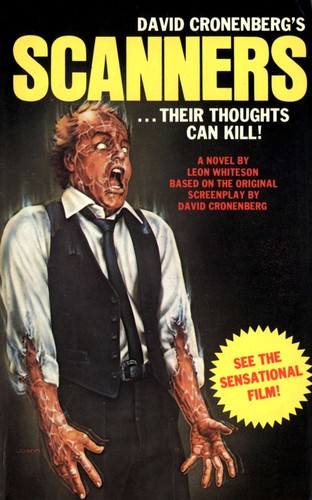 DAVID CRONENBERG'S
SCANNERS
...THEIR THOUGHTS
CAN KILL!
A NOVEL BY
LEON WHITESON
BASED ON THE ORIGINAL
SCREENPLAY BY
DAVID CRONENBERG
SEE THE
SENSATIONAL
FILM!